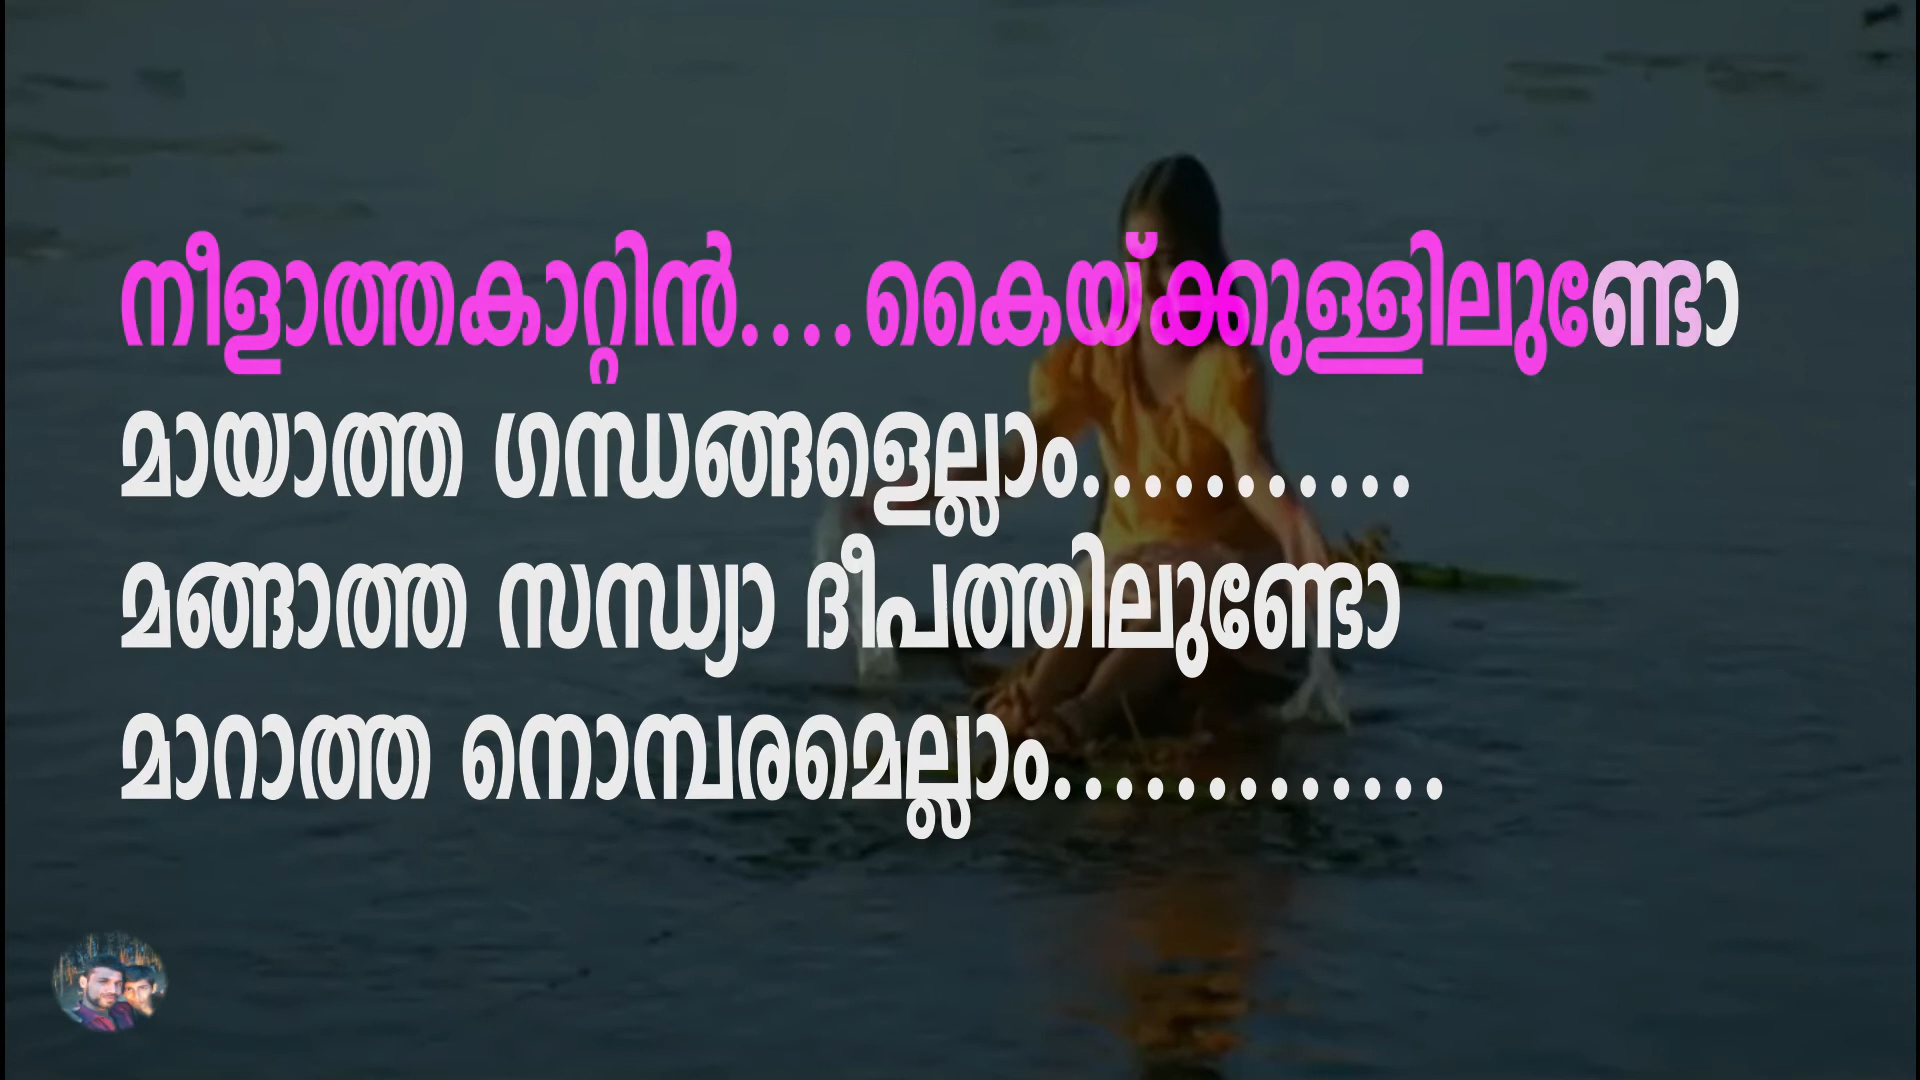 നീളാത്തകാറ്റിൻ....കൈയ്ക്കുള്ളിലുണ്ടോ
മായാത്ത ഗന്ധങ്ങളെല്ലാം...........
മങ്ങാത്ത സന്ധ്യാ ദീപത്തിലുണ്ടോ
മാറാത്ത നൊമ്പരമെല്ലാം.............